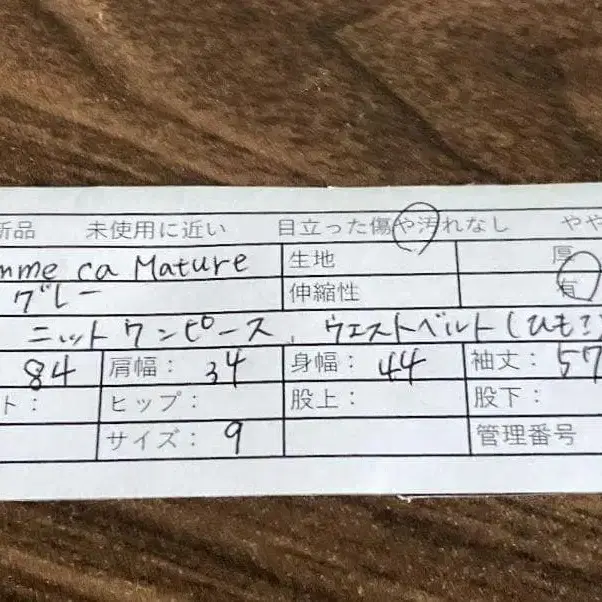 新品 未使用に近い 目立った傷や汚れなし やや
mme ca Mature 生地 厚
グレー 伸縮性 有
ニットワンピース、ウエストベルト(ひも?)
84 肩幅: 34 身幅: 44 袖丈: 57
ト: ヒップ: 股上: 股下:
サイズ: 9 管理番号